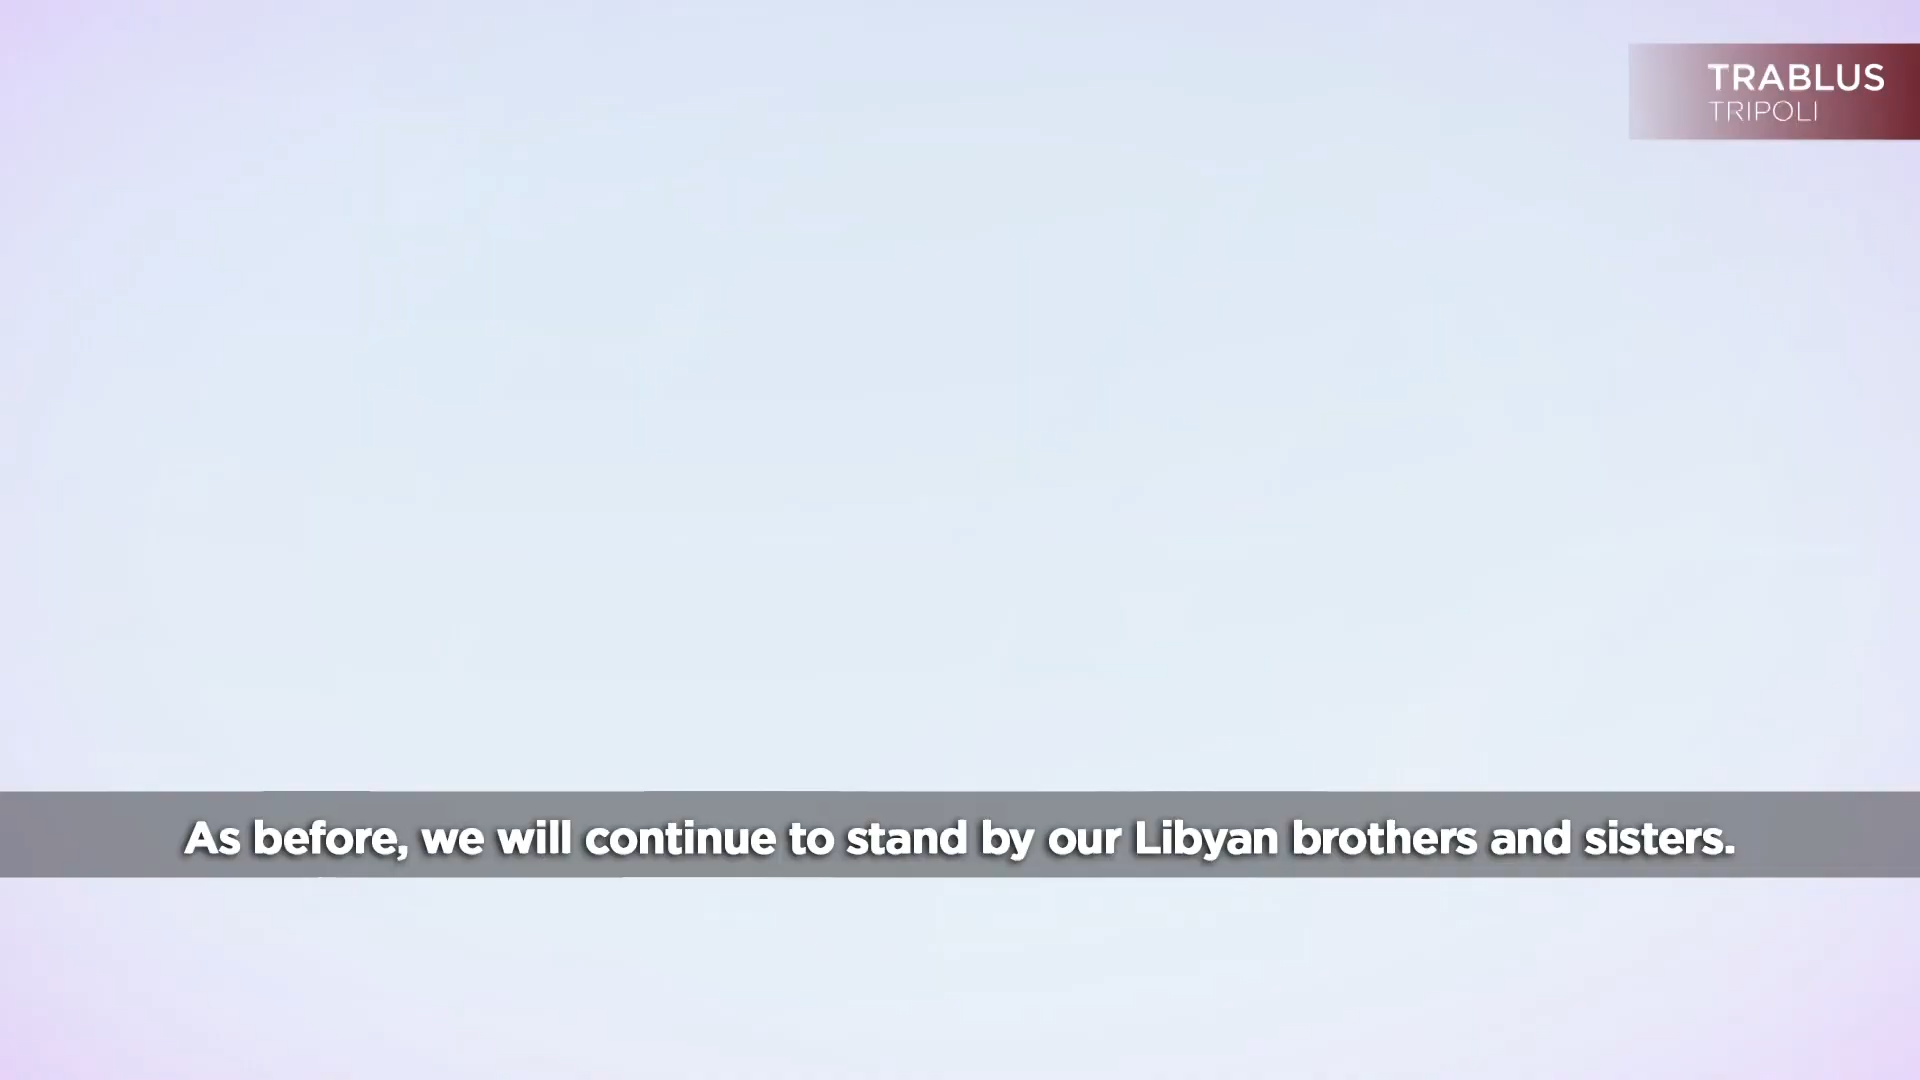 TRABLUS
TRIPOLI
As before, we will continue to stand by our Libyan brothers and sisters.